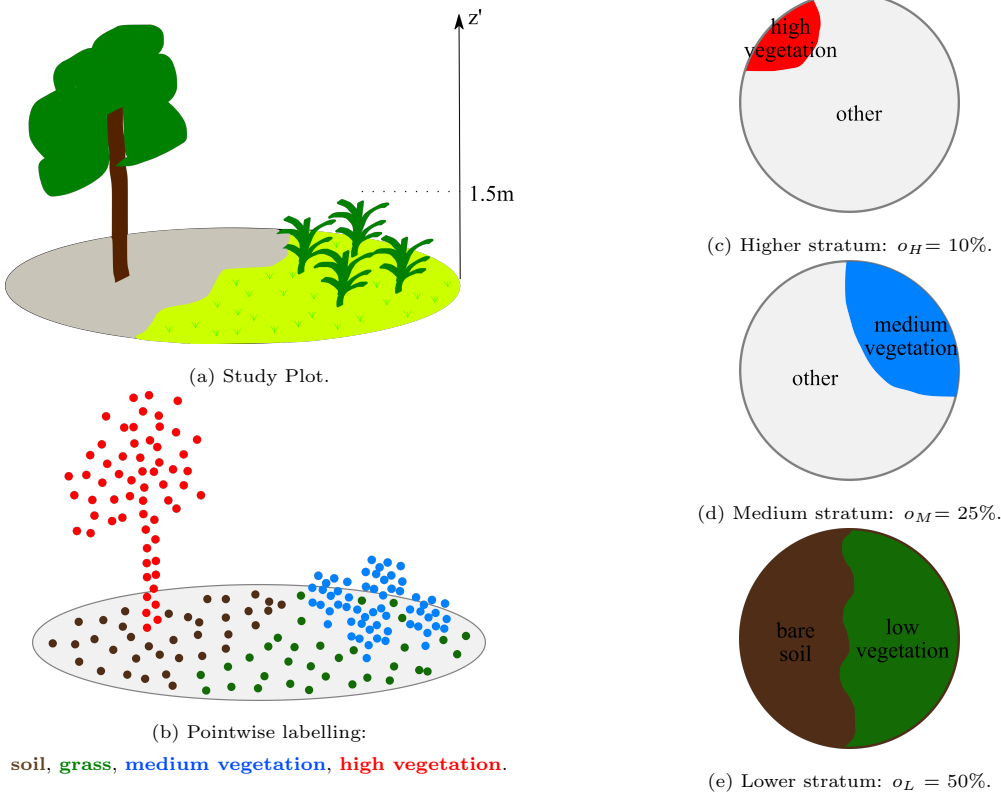 z'
1.5m
(a) Study Plot.
(b) Pointwise labelling:
soil, grass, medium vegetation, high vegetation.
high
vegetation
other
(c) Higher stratum: o_H = 10%.
medium
vegetation
other
(d) Medium stratum: o_M = 25%.
bare
soil
low
vegetation
(e) Lower stratum: o_L = 50%.